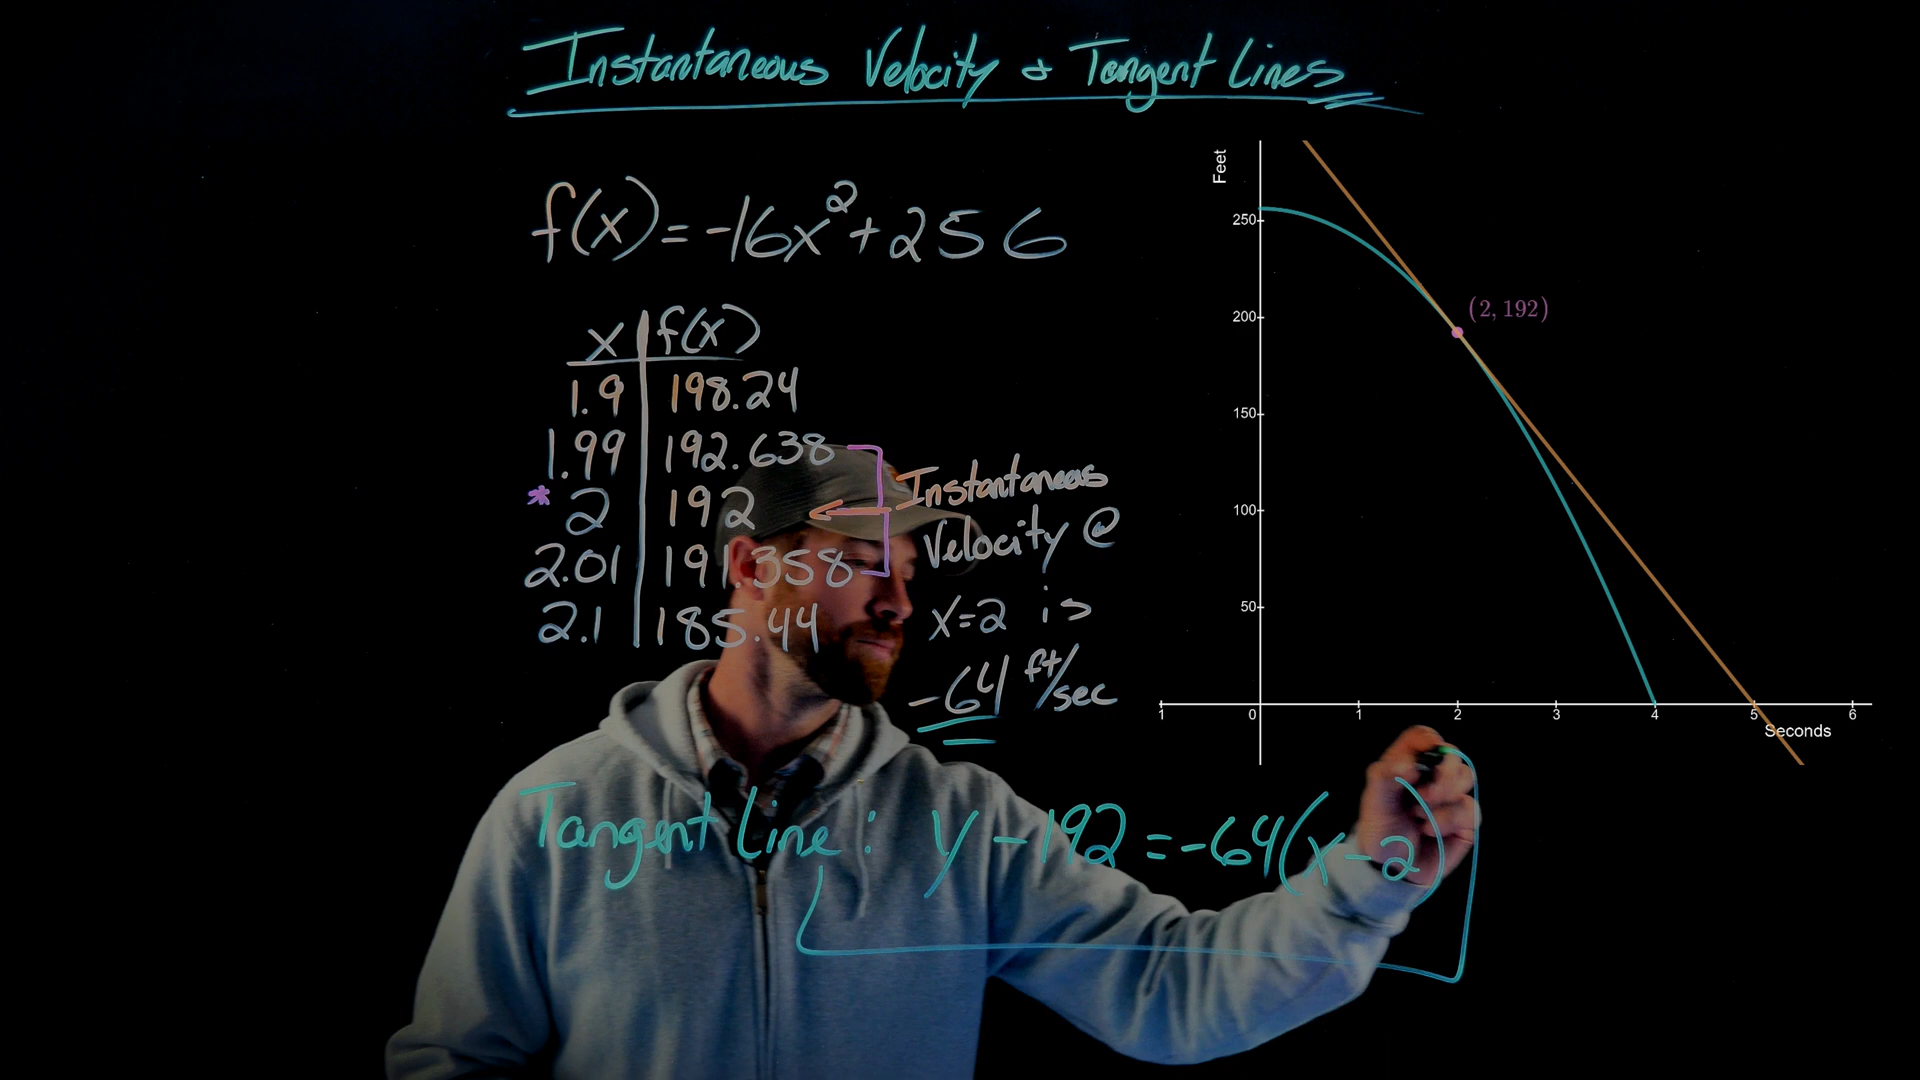 Instantaneous Velocity & Tangent Lines
f(x) = -16x² + 256
x f(x)
1.9 198.24
1.99 192.638
* 2 192
2.01 191.358
2.1 185.44
Instantaneous
Velocity @
x=2 is
-64 ft/sec
Feet
250
200
150
100
50
(2, 192)
1 0 1 2 3 4 5 6
Seconds
Tangent Line: y - 192 = -64(x - 2)